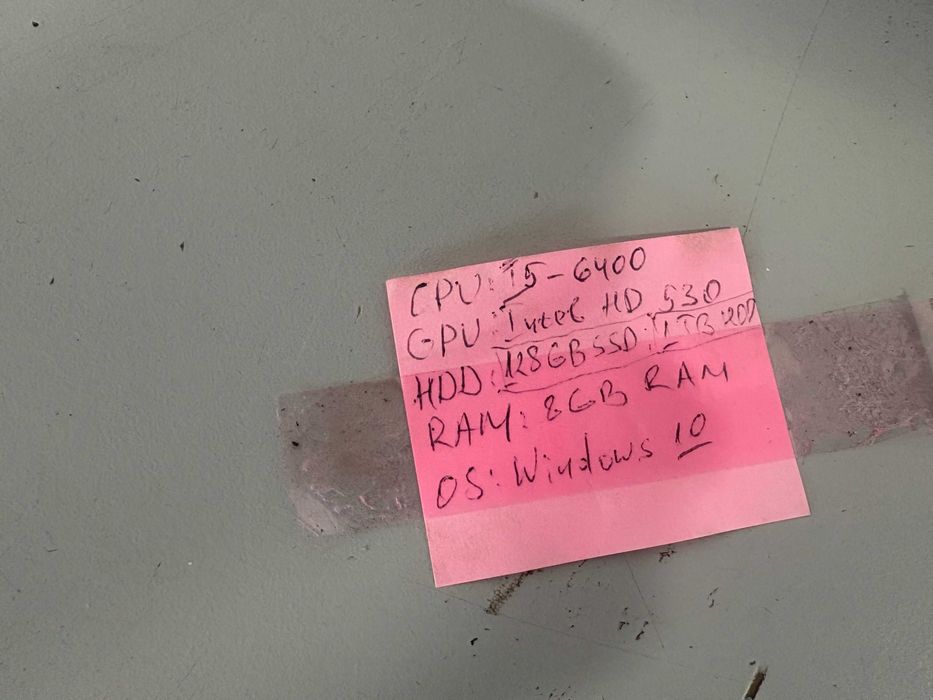 CPU: I5-6400
GPU: Intel HD 530
HDD: 128GB SSD 1TB HDD
RAM: 8GB RAM
OS: Windows 10